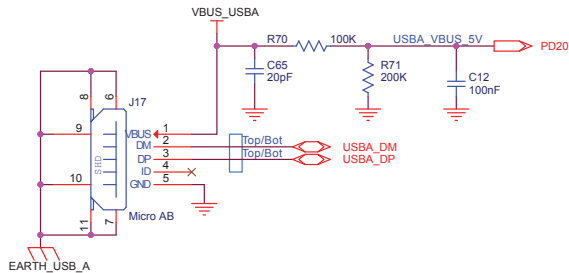 VBUS_USBA
R70 100K USBA_VBUS_5V PD20
C65
20pF
R71
200K
C12
100nF
8 6 J17
9 VBUS 1
DM 2 Top/Bot USBA_DM
DP 3 Top/Bot USBA_DP
SHD
ID 4
10 GND 5
11 7 Micro AB
EARTH_USB_A